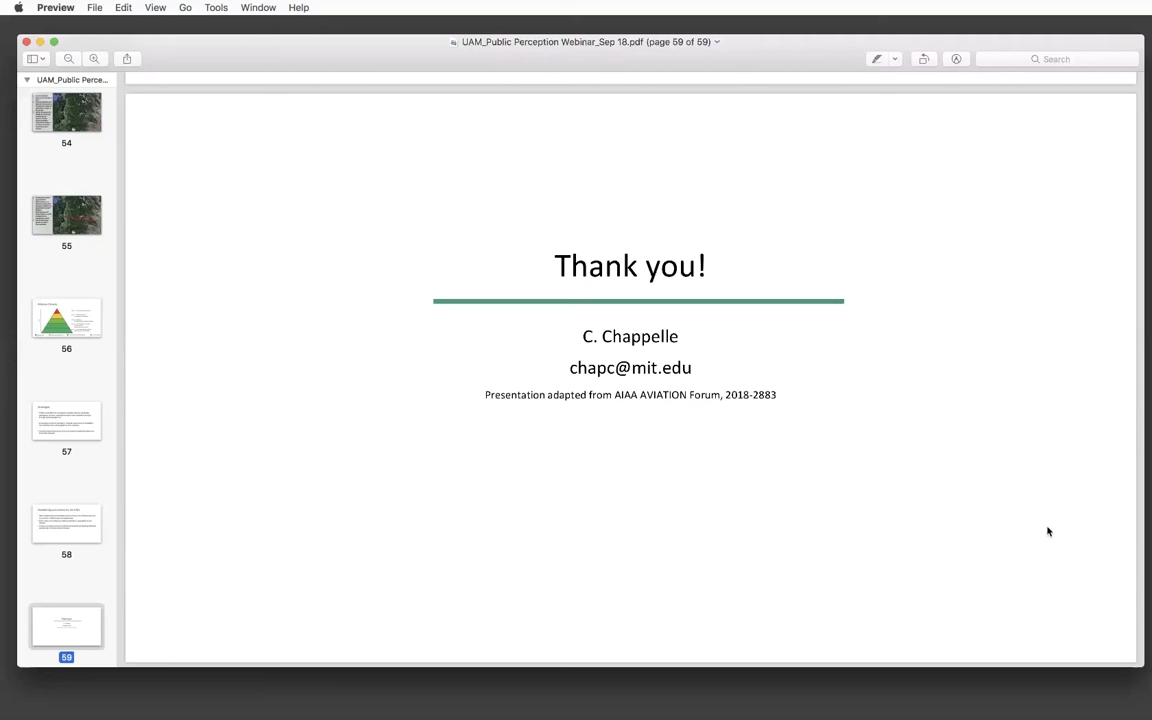 Preview File Edit View Go Tools Window Help
UAM_Public Perception Webinar_Sep 18.pdf (page 59 of 59)
Search
UAM_Public Perce...
54
55
56
57
58
59
Thank you!
C. Chappelle
chapc@mit.edu
Presentation adapted from AIAA AVIATION Forum, 2018-2883